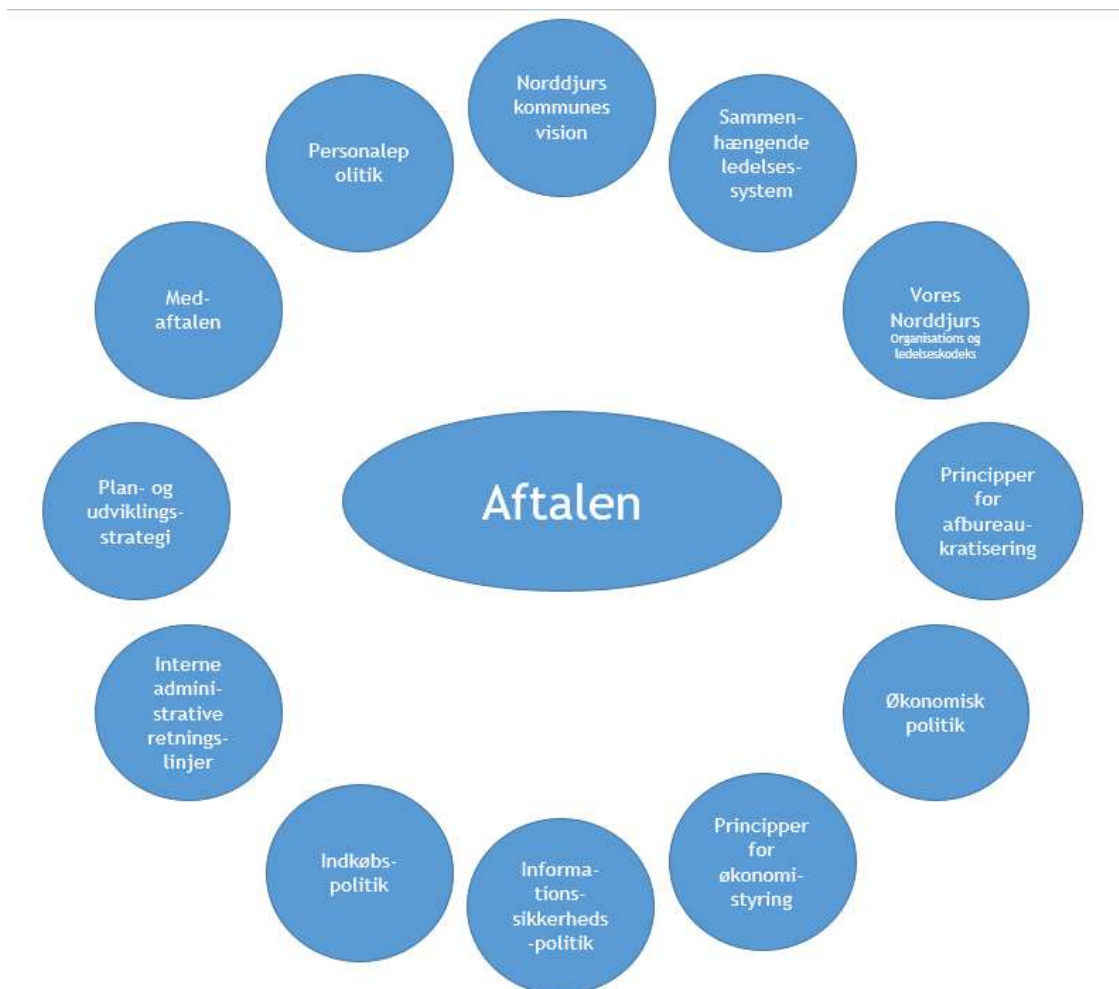 Norddjurs
kommunes
vision
Sammen-
hængende
ledelses-
system
Vores
Norddjurs
Organisations og
ledelseskodeks
Principper
for
afbureau-
kratisering
Økonomisk
politik
Principper
for
økonomi-
styring
Informa-
tions-
sikkerheds
-politik
Indkøbs-
politik
Interne
admini-
strative
retnings-
linjer
Plan- og
udviklings-
strategi
Med-
aftalen
Personalep
olitik
Aftalen